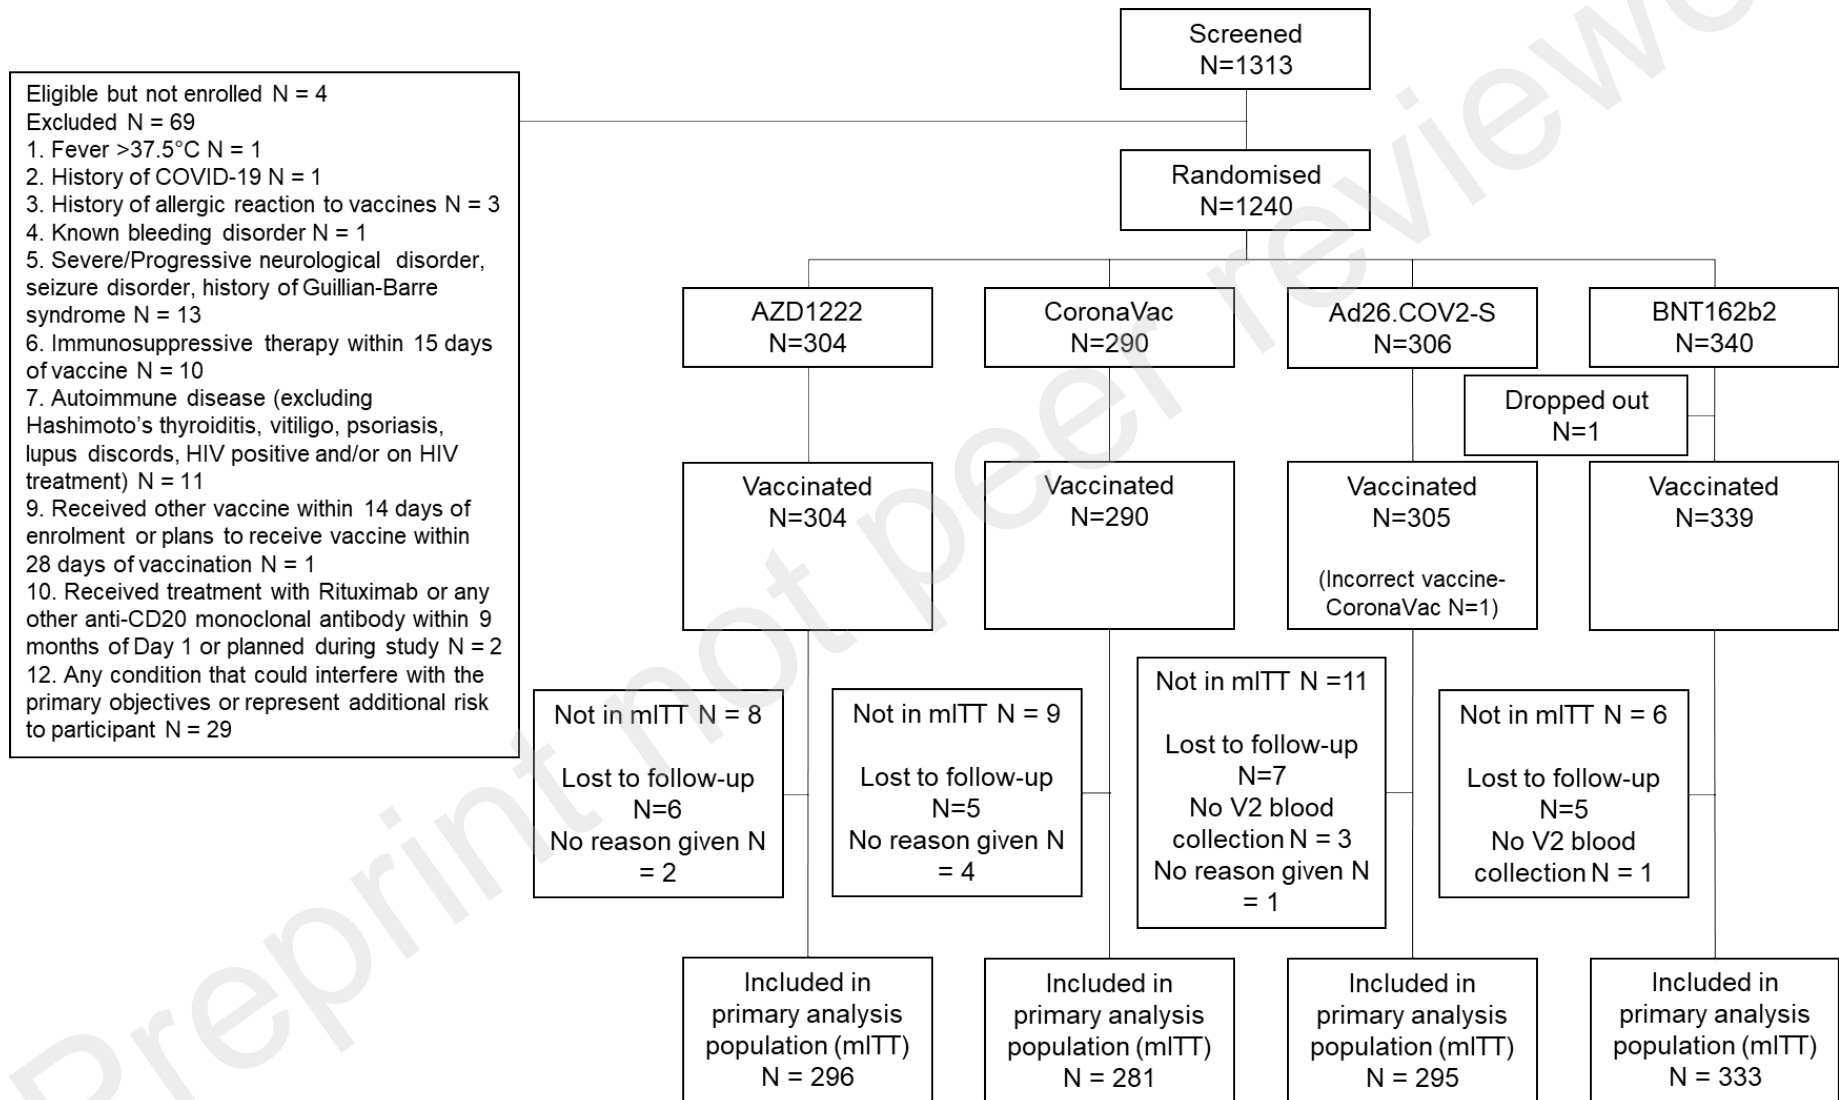 Screened
N=1313
Eligible but not enrolled N = 4
Excluded N = 69
1. Fever >37.5°C N = 1
2. History of COVID-19 N = 1
3. History of allergic reaction to vaccines N = 3
4. Known bleeding disorder N = 1
5. Severe/Progressive neurological disorder,
seizure disorder, history of Guillian-Barre
syndrome N = 13
6. Immunosuppressive therapy within 15 days
of vaccine N = 10
7. Autoimmune disease (excluding
Hashimoto's thyroiditis, vitiligo, psoriasis,
lupus discords, HIV positive and/or on HIV
treatment) N = 11
9. Received other vaccine within 14 days of
enrolment or plans to receive vaccine within
28 days of vaccination N = 1
10. Received treatment with Rituximab or any
other anti-CD20 monoclonal antibody within 9
months of Day 1 or planned during study N = 2
12. Any condition that could interfere with the
primary objectives or represent additional risk
to participant N = 29
Randomised
N=1240
AZD1222
N=304
CoronaVac
N=290
Ad26.COV2-S
N=306
BNT162b2
N=340
Dropped out
N=1
Vaccinated
N=304
Vaccinated
N=290
Vaccinated
N=305
(Incorrect vaccine-
CoronaVac N=1)
Vaccinated
N=339
Not in mITT N = 8
Lost to follow-up
N=6
No reason given N
= 2
Not in mITT N = 9
Lost to follow-up
N=5
No reason given N
= 4
Not in mITT N =11
Lost to follow-up
N=7
No V2 blood
collection N = 3
No reason given N
= 1
Not in mITT N = 6
Lost to follow-up
N=5
No V2 blood
collection N = 1
Included in
primary analysis
population (mITT)
N = 296
Included in
primary analysis
population (mITT)
N = 281
Included in
primary analysis
population (mITT)
N = 295
Included in
primary analysis
population (mITT)
N = 333
Preprint not peer reviewe